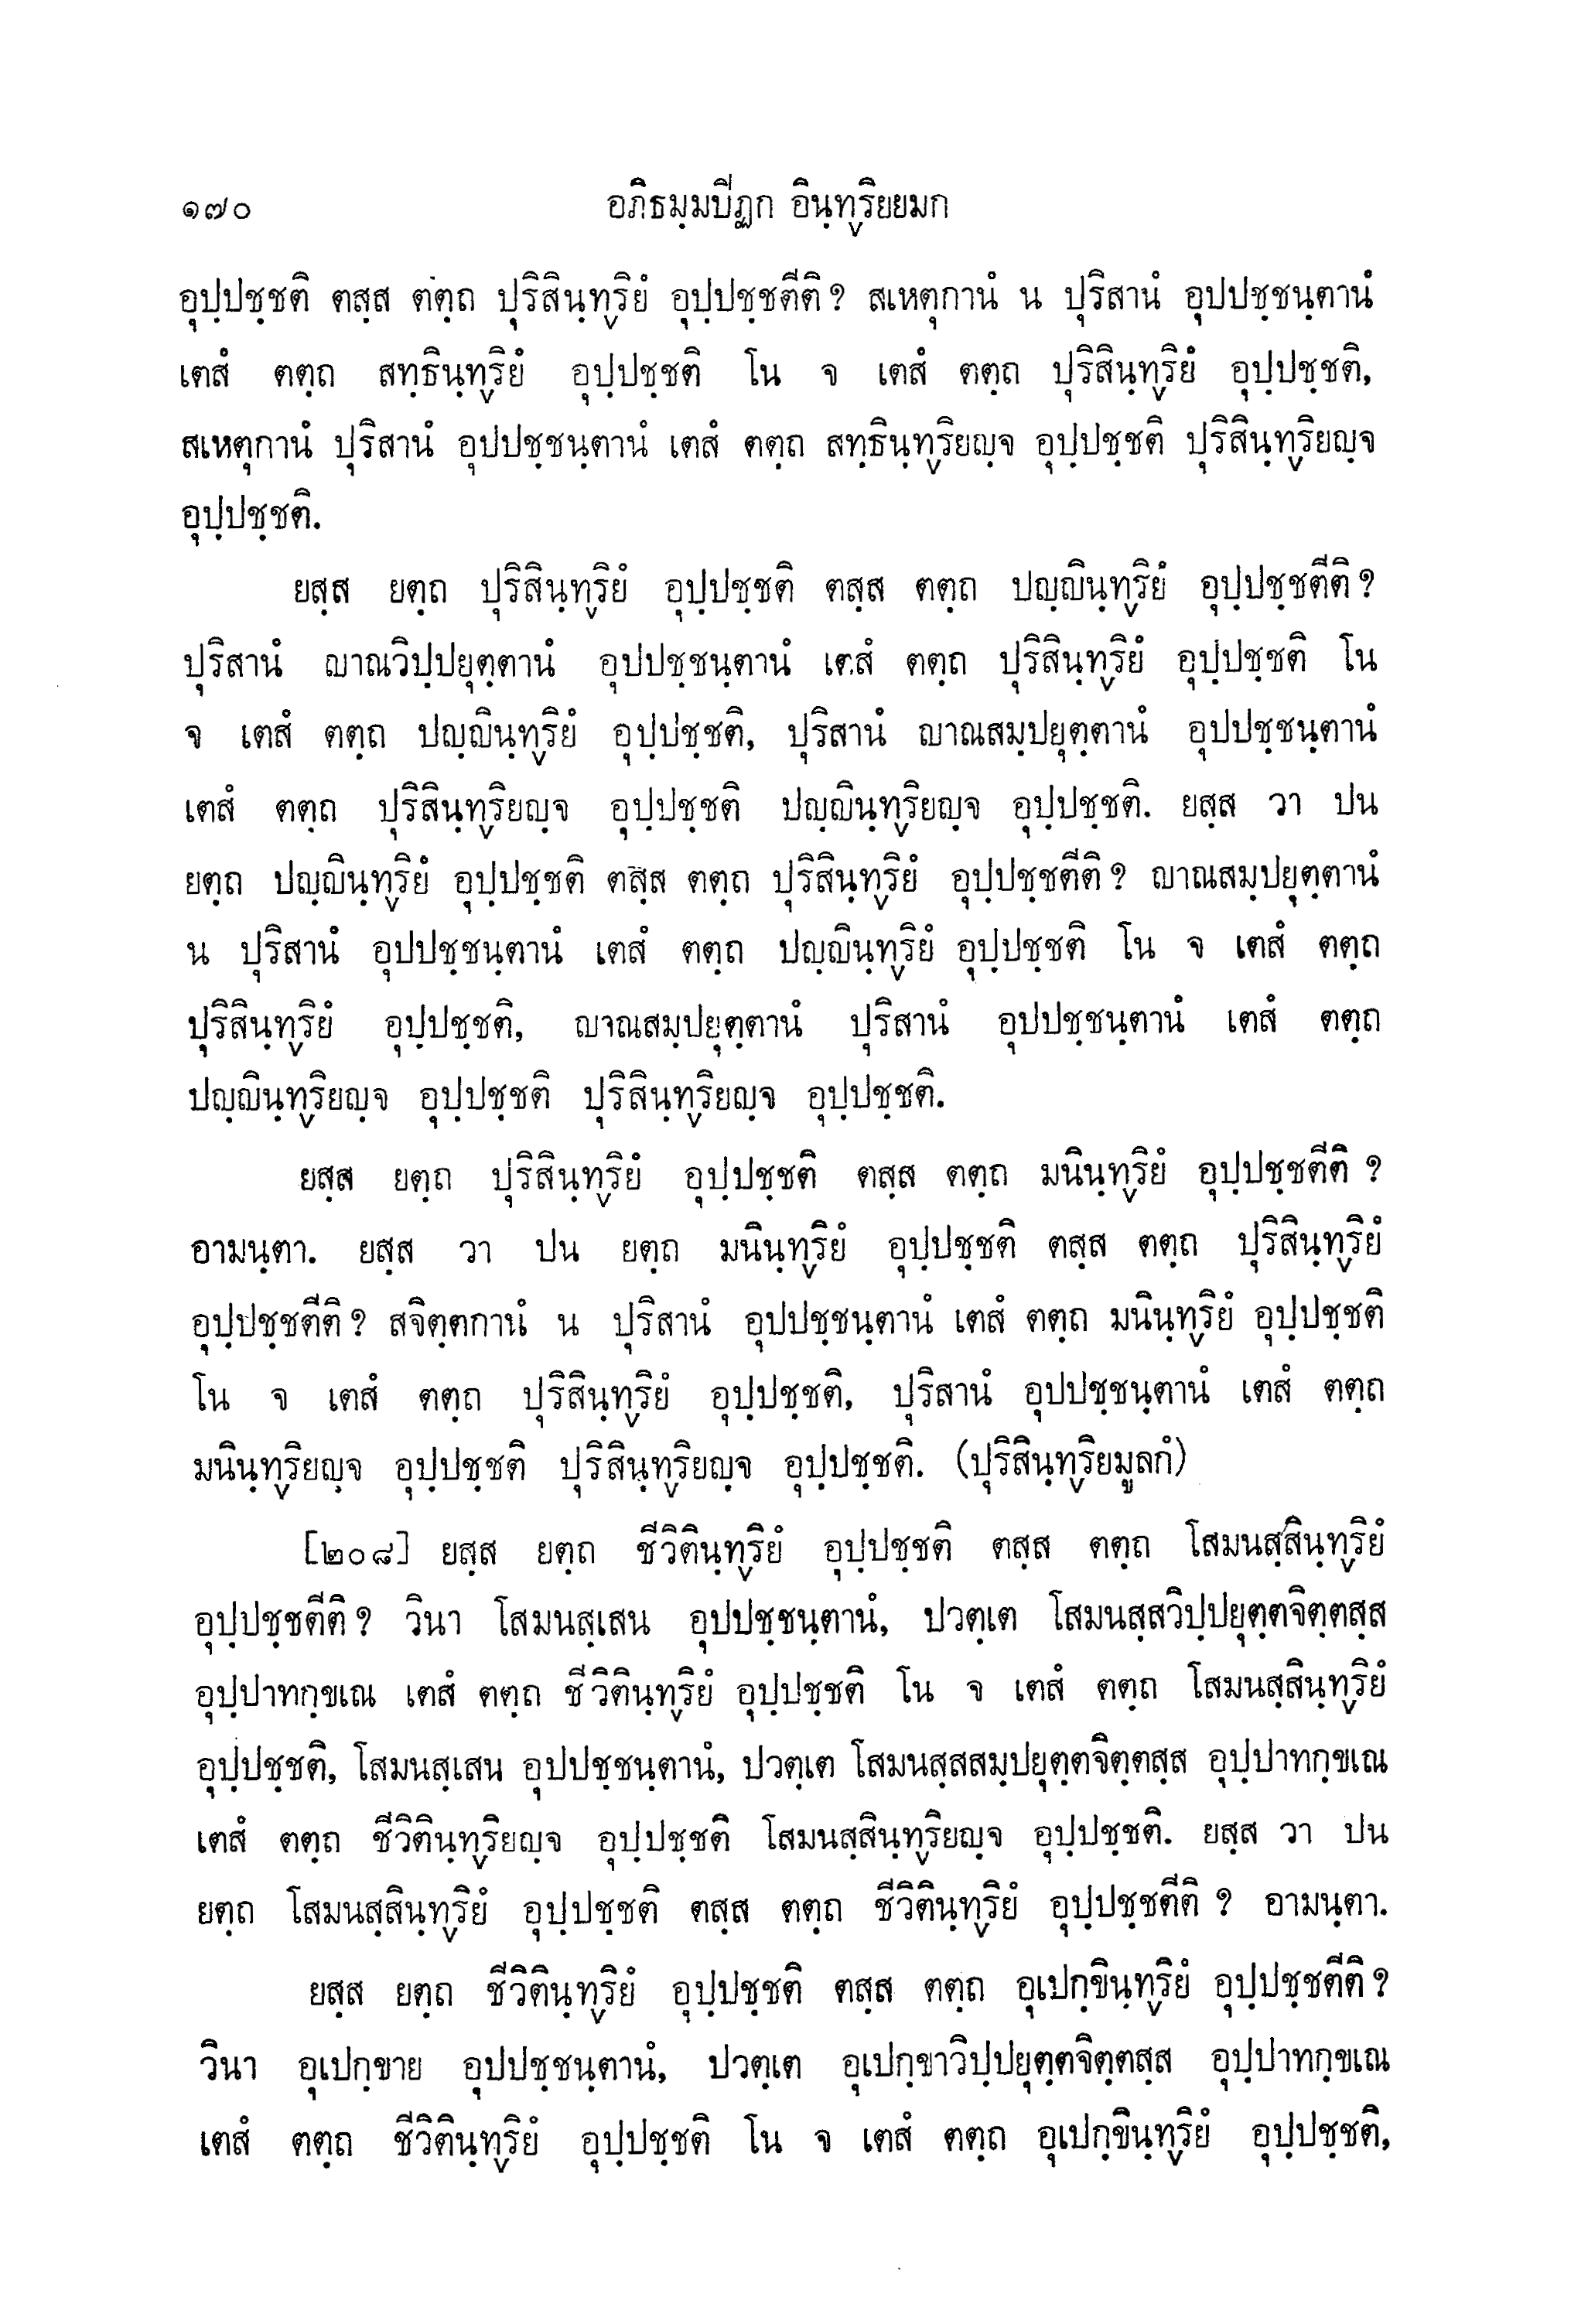 ๑๗๐ อภิธมฺมปิฏก อินฺทฺริยยมก
อุปฺปชฺชติ ตสฺส ตตฺถ ปุริสินฺทฺริยํ อุปฺปชฺชตีติ? สเหตุกานํ น ปุริสานํ อุปปชฺชนฺตานํ
เตสํ ตตฺถ สทฺธินฺทฺริยํ อุปฺปชฺชติ โน จ เตสํ ตตฺถ ปุริสินฺทฺริยํ อุปฺปชฺชติ,
สเหตุกานํ ปุริสานํ อุปปชฺชนฺตานํ เตสํ ตตฺถ สทฺธินฺทฺริยญฺจ อุปฺปชฺชติ ปุริสินฺทฺริยญฺจ
อุปฺปชฺชติ.
ยสฺส ยตฺถ ปุริสินฺทฺริยํ อุปฺปชฺชติ ตสฺส ตตฺถ ปญฺญินฺทฺริยํ อุปฺปชฺชตีติ?
ปุริสานํ ญาณวิปฺปยุตฺตานํ อุปปชฺชนฺตานํ เตสํ ตตฺถ ปุริสินฺทฺริยํ อุปฺปชฺชติ โน
จ เตสํ ตตฺถ ปญฺญินฺทฺริยํ อุปฺปชฺชติ, ปุริสานํ ญาณสมฺปยุตฺตานํ อุปปชฺชนฺตานํ
เตสํ ตตฺถ ปุริสินฺทฺริยญฺจ อุปฺปชฺชติ ปญฺญินฺทฺริยญฺจ อุปฺปชฺชติ. ยสฺส วา ปน
ยตฺถ ปญฺญินฺทฺริยํ อุปฺปชฺชติ ตสฺส ตตฺถ ปุริสินฺทฺริยํ อุปฺปชฺชตีติ? ญาณสมฺปยุตฺตานํ
น ปุริสานํ อุปปชฺชนฺตานํ เตสํ ตตฺถ ปญฺญินฺทฺริยํ อุปฺปชฺชติ โน จ เตสํ ตตฺถ
ปุริสินฺทฺริยํ อุปฺปชฺชติ, ญาณสมฺปยุตฺตานํ ปุริสานํ อุปปชฺชนฺตานํ เตสํ ตตฺถ
ปญฺญินฺทฺริยญฺจ อุปฺปชฺชติ ปุริสินฺทฺริยญฺจ อุปฺปชฺชติ.
ยสฺส ยตฺถ ปุริสินฺทฺริยํ อุปฺปชฺชติ ตสฺส ตตฺถ มนินฺทฺริยํ อุปฺปชฺชตีติ?
อามนฺตา. ยสฺส วา ปน ยตฺถ มนินฺทฺริยํ อุปฺปชฺชติ ตสฺส ตตฺถ ปุริสินฺทฺริยํ
อุปฺปชฺชตีติ? สจิตฺตกานํ น ปุริสานํ อุปปชฺชนฺตานํ เตสํ ตตฺถ มนินฺทฺริยํ อุปฺปชฺชติ
โน จ เตสํ ตตฺถ ปุริสินฺทฺริยํ อุปฺปชฺชติ, ปุริสานํ อุปปชฺชนฺตานํ เตสํ ตตฺถ
มนินฺทฺริยญฺจ อุปฺปชฺชติ ปุริสินฺทฺริยญฺจ อุปฺปชฺชติ. (ปุริสินฺทฺริยมูลกํ)
[๒๐๘] ยสฺส ยตฺถ ชีวิตินฺทฺริยํ อุปฺปชฺชติ ตสฺส ตตฺถ โสมนสฺสินฺทฺริยํ
อุปฺปชฺชตีติ? วินา โสมนสฺเสน อุปปชฺชนฺตานํ, ปวตฺเต โสมนสฺสวิปฺปยุตฺตจิตฺตสฺส
อุปฺปาทกฺขเณ เตสํ ตตฺถ ชีวิตินฺทฺริยํ อุปฺปชฺชติ โน จ เตสํ ตตฺถ โสมนสฺสินฺทฺริยํ
อุปฺปชฺชติ, โสมนสฺเสน อุปปชฺชนฺตานํ, ปวตฺเต โสมนสฺสสมฺปยุตฺตจิตฺตสฺส อุปฺปาทกฺขเณ
เตสํ ตตฺถ ชีวิตินฺทฺริยญฺจ อุปฺปชฺชติ โสมนสฺสินฺทฺริยญฺจ อุปฺปชฺชติ. ยสฺส วา ปน
ยตฺถ โสมนสฺสินฺทฺริยํ อุปฺปชฺชติ ตสฺส ตตฺถ ชีวิตินฺทฺริยํ อุปฺปชฺชตีติ? อามนฺตา.
ยสฺส ยตฺถ ชีวิตินฺทฺริยํ อุปฺปชฺชติ ตสฺส ตตฺถ อุเปกฺขินฺทฺริยํ อุปฺปชฺชตีติ?
วินา อุเปกฺขาย อุปปชฺชนฺตานํ, ปวตฺเต อุเปกฺขาวิปฺปยุตฺตจิตฺตสฺส อุปฺปาทกฺขเณ
เตสํ ตตฺถ ชีวิตินฺทฺริยํ อุปฺปชฺชติ โน จ เตสํ ตตฺถ อุเปกฺขินฺทฺริยํ อุปฺปชฺชติ,